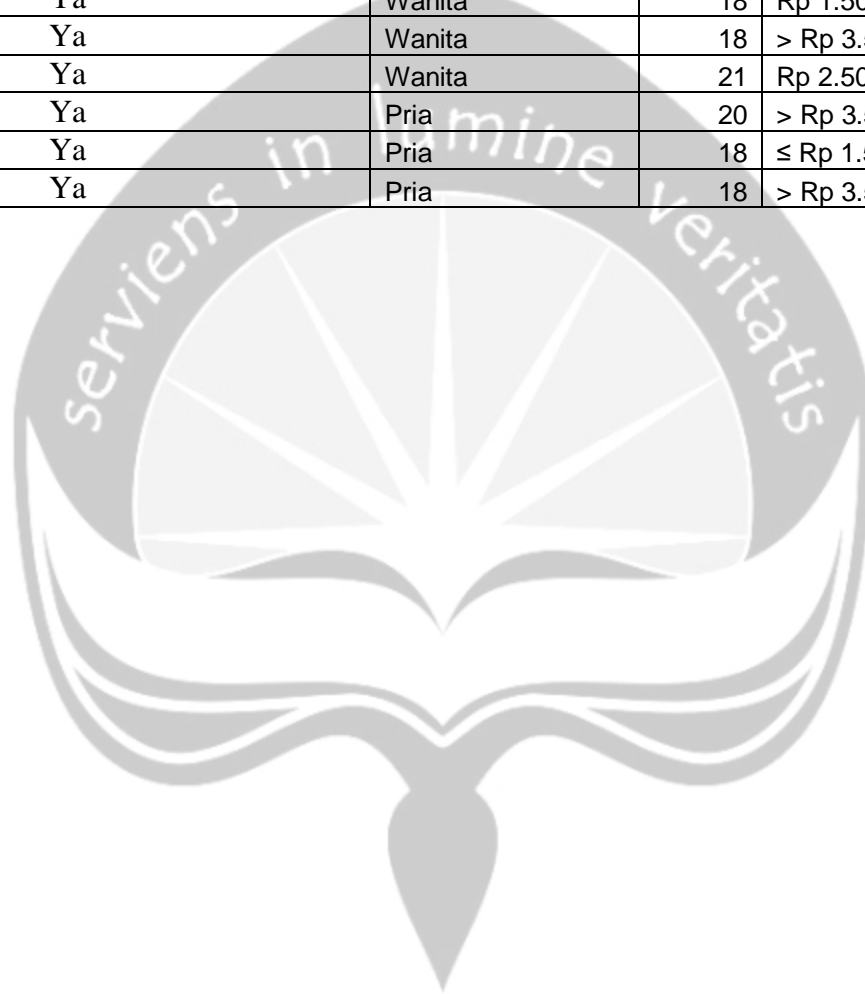 Ya Wanita 18 Rp 1.50
Ya Wanita 18 > Rp 3.
Ya Wanita 21 Rp 2.50
Ya Pria 20 > Rp 3.
Ya Pria 18 ≤ Rp 1.
Ya Pria 18 > Rp 3.
serviens in lumine veritatis